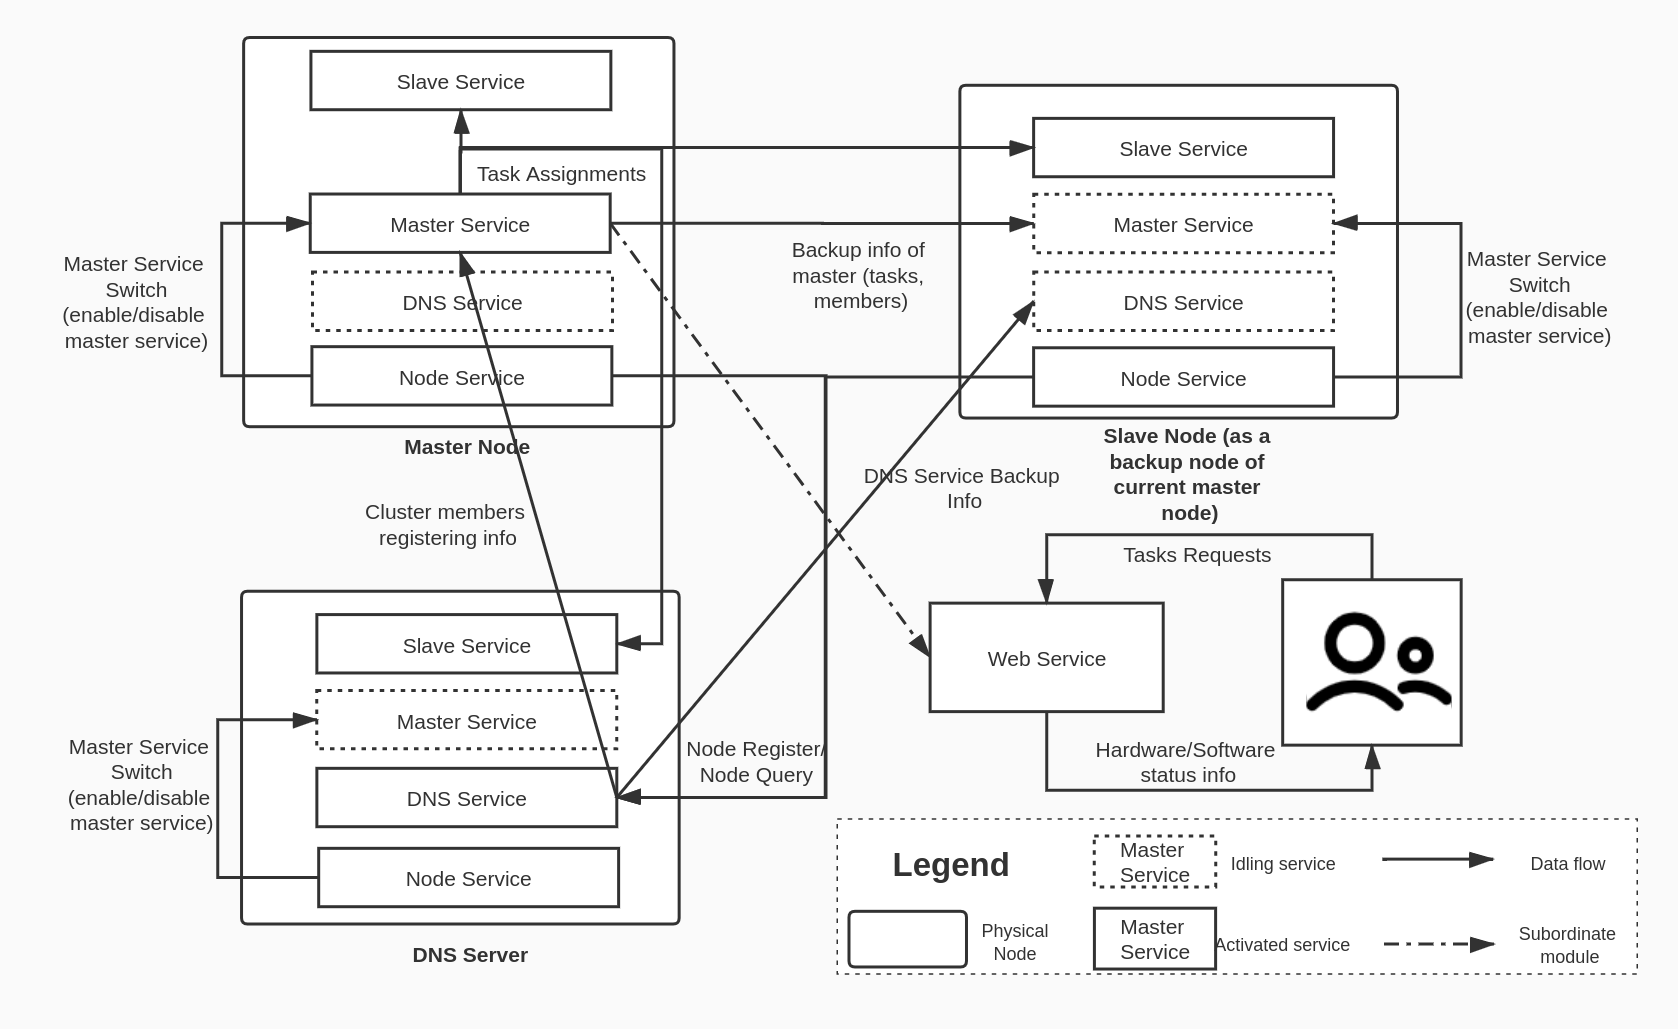 Slave Service
Task Assignments
Master Service
DNS Service
Node Service
Master Node
Master Service
Switch
(enable/disable
master service)
Backup info of
master (tasks,
members)
Slave Service
Master Service
DNS Service
Node Service
Slave Node (as a
backup node of
current master
node)
Master Service
Switch
(enable/disable
master service)
DNS Service Backup
Info
Cluster members
registering info
Tasks Requests
Web Service
Hardware/Software
status info
Slave Service
Master Service
DNS Service
Node Service
DNS Server
Master Service
Switch
(enable/disable
master service)
Node Register/
Node Query
Legend
Master
Service
Idling service
Data flow
Physical
Node
Master
Service
Activated service
Subordinate
module